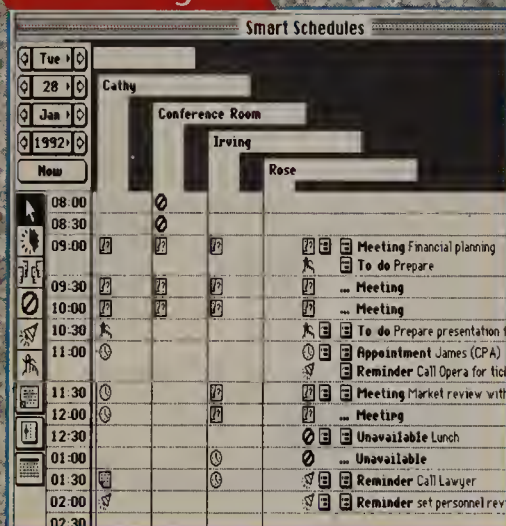 Smart Schedules
Tue
28
Cathy
Jan
Conference Room
1992
Irving
Now
Rose
08:00
08:30
09:00 Meeting Financial planning
To do Prepare
09:30 ... Meeting
10:00 ... Meeting
10:30 To do Prepare presentation
11:00 Appointment James (CPA)
Reminder Call Opera for
11:30 Meeting Market review with
12:00 ... Meeting
12:30 Unavailable Lunch
01:00 ... Unavailable
01:30 Reminder Call Lawyer
02:00 Reminder set personnel
02:30